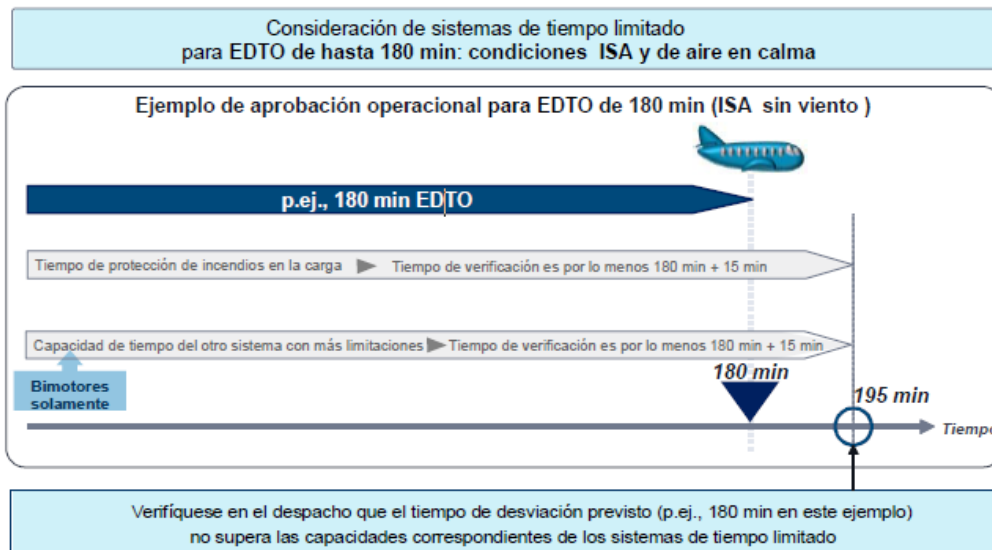 Consideración de sistemas de tiempo limitado
para EDTO de hasta 180 min: condiciones ISA y de aire en calma
Ejemplo de aprobación operacional para EDTO de 180 min (ISA sin viento )
p.ej., 180 min EDTO
Tiempo de protección de incendios en la carga Tiempo de verificación es por lo menos 180 min + 15 min
Capacidad de tiempo del otro sistema con más limitaciones Tiempo de verificación es por lo menos 180 min + 15 min
Bimotores
solamente
180 min
195 min
Tiempo
Verifíquese en el despacho que el tiempo de desviación previsto (p.ej., 180 min en este ejemplo)
no supera las capacidades correspondientes de los sistemas de tiempo limitado